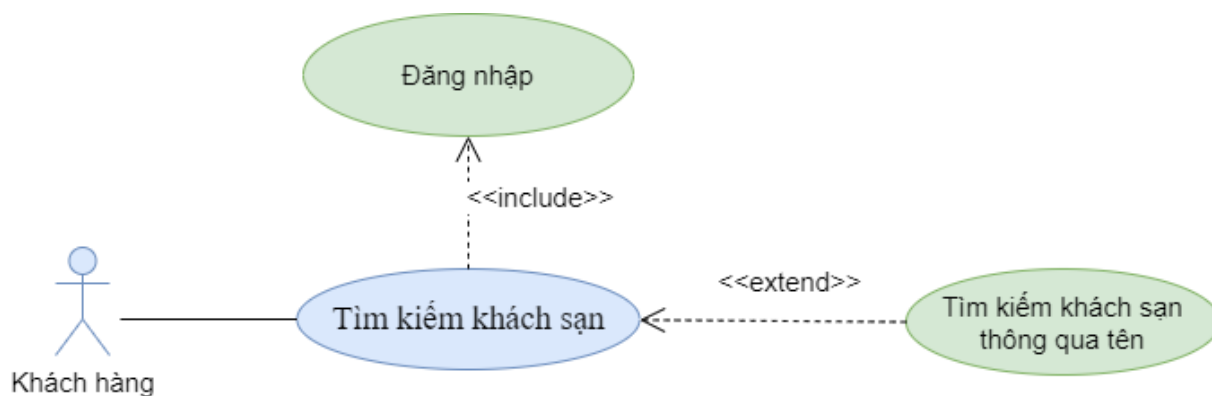 Đăng nhập
<<include>>
<<extend>>
Tìm kiếm khách sạn
Tìm kiếm khách sạn
thông qua tên
Khách hàng